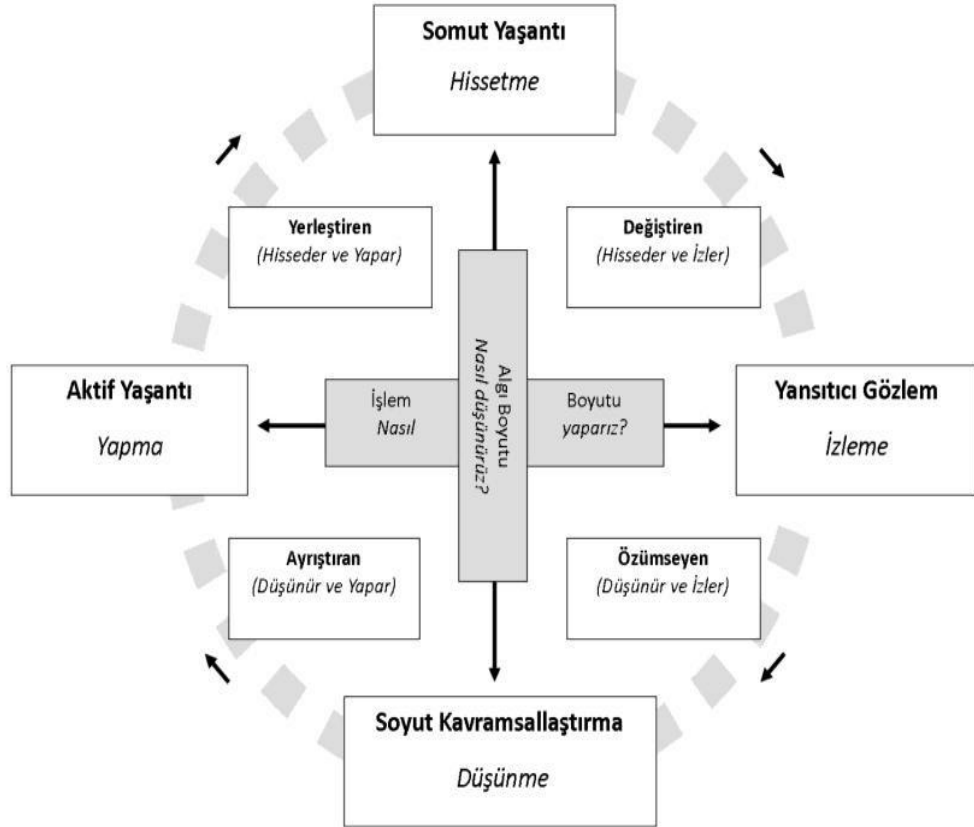 Somut Yaşantı
Hissetme
Yerleştiren
(Hisseder ve Yapar)
Değiştiren
(Hisseder ve İzler)
Aktif Yaşantı
Yapma
İşlem
Nasıl
Algı Boyutu
Nasıl düşünürüz?
Boyutu
yaparız?
Yansıtıcı Gözlem
İzleme
Ayrıştıran
(Düşünür ve Yapar)
Özümseyen
(Düşünür ve İzler)
Soyut Kavramsallaştırma
Düşünme